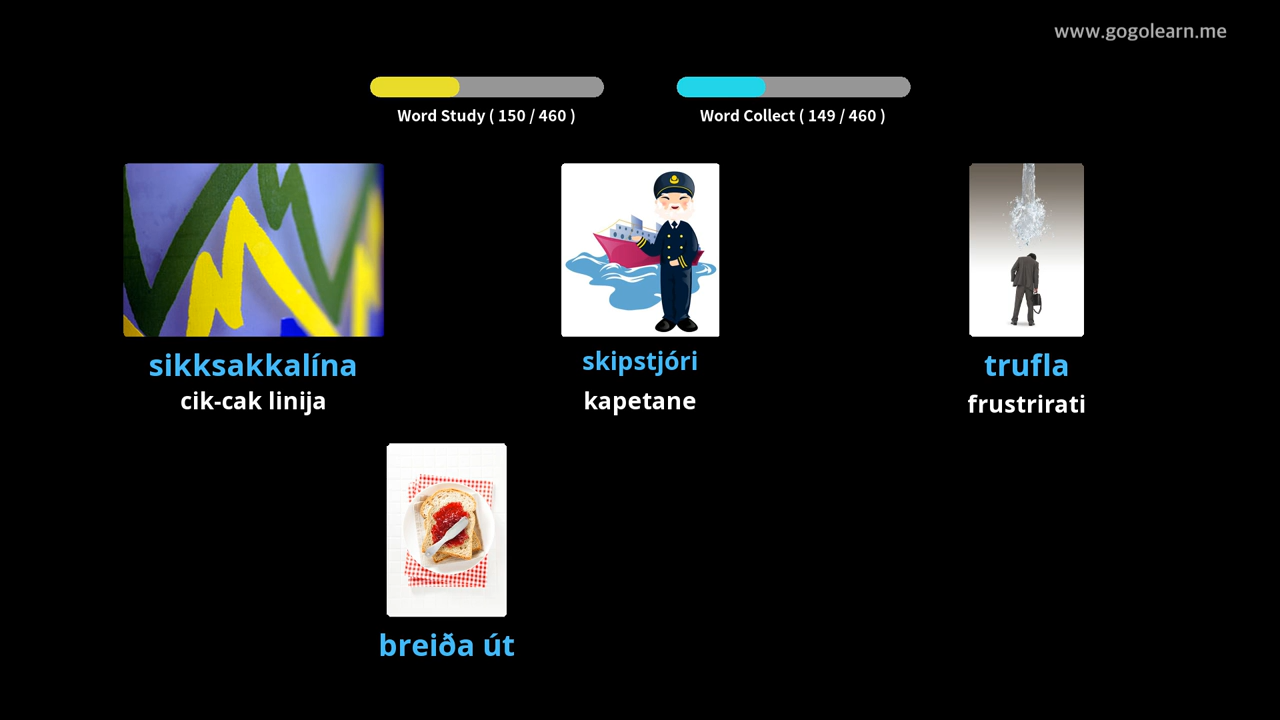 www.gogolearn.me
Word Study ( 150 / 460 )
Word Collect ( 149 / 460 )
sikksakkalína
cik-cak linija
skipstjóri
kapetane
trufla
frustrirati
breiða út